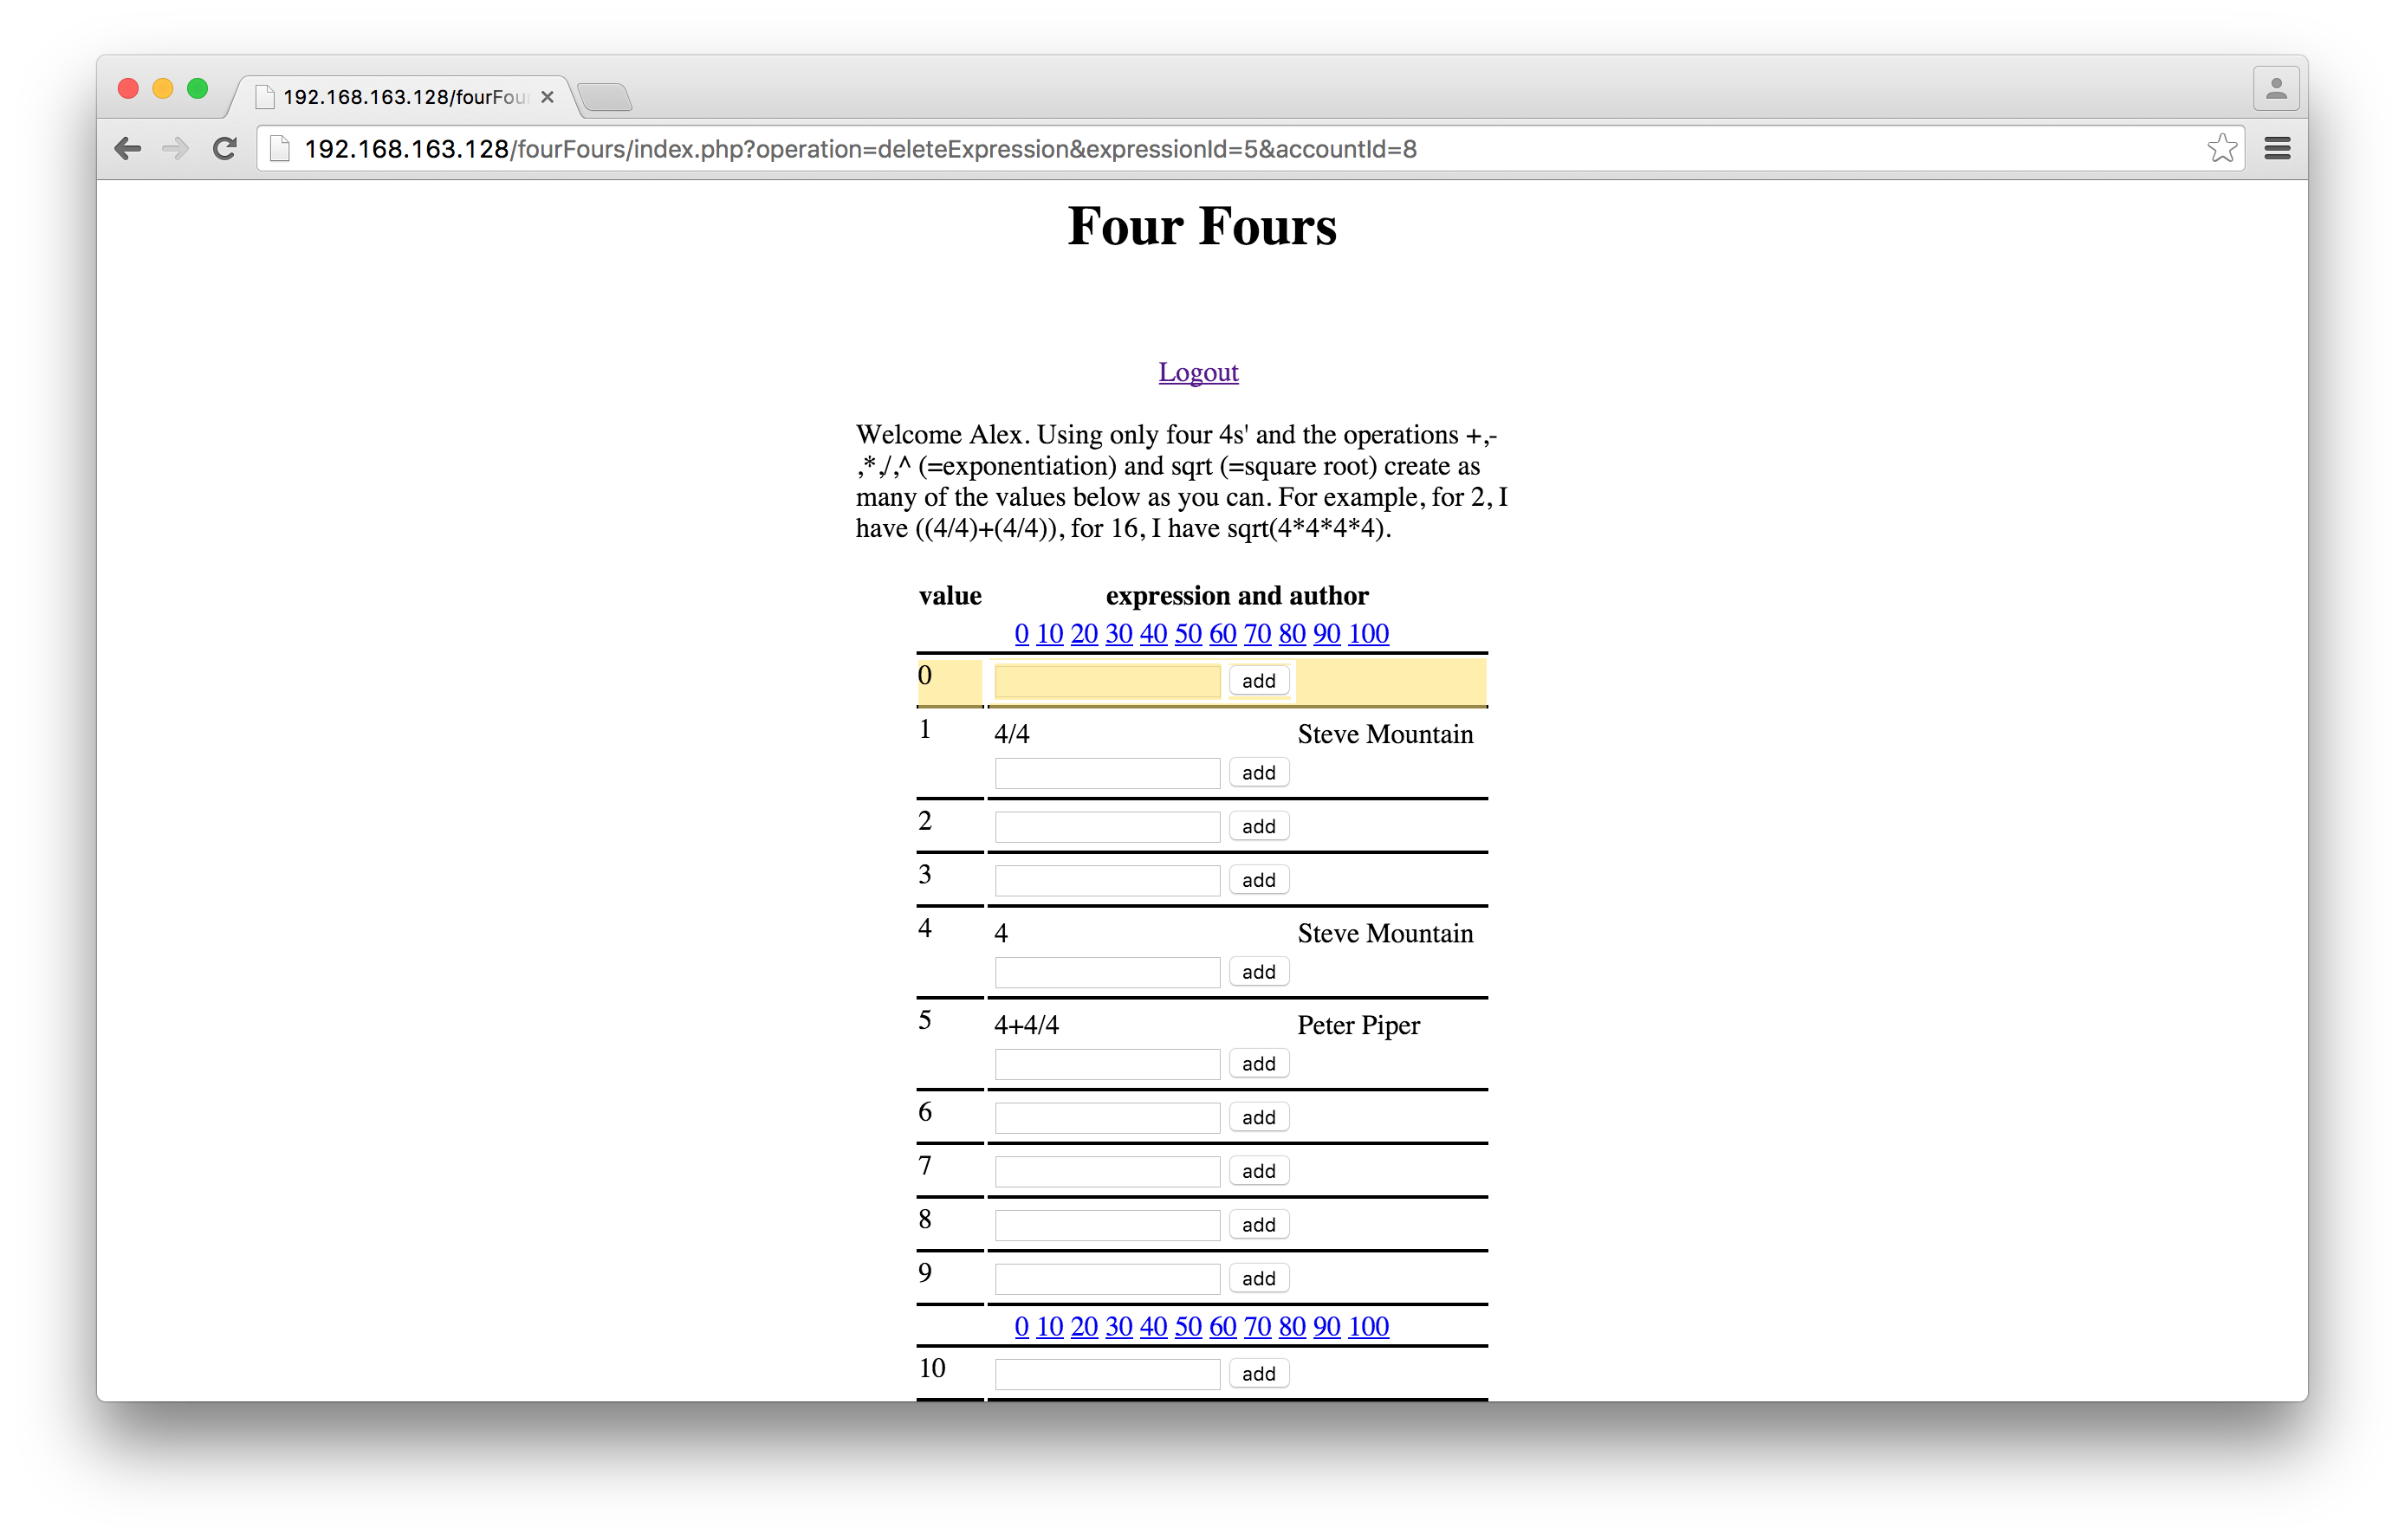 192.168.163.128/fourFou
192.168.163.128/fourFours/index.php?operation=deleteExpression&expressionId=5&accountId=8
Four Fours
Logout
Welcome Alex. Using only four 4s' and the operations +,-
,*,/,^ (=exponentiation) and sqrt (=square root) create as
many of the values below as you can. For example, for 2, I
have ((4/4)+(4/4)), for 16, I have sqrt(4*4*4*4).
value expression and author
0 10 20 30 40 50 60 70 80 90 100
0 add
1 4/4 Steve Mountain
add
2 add
3 add
4 4 Steve Mountain
add
5 4+4/4 Peter Piper
add
6 add
7 add
8 add
9 add
0 10 20 30 40 50 60 70 80 90 100
10 add